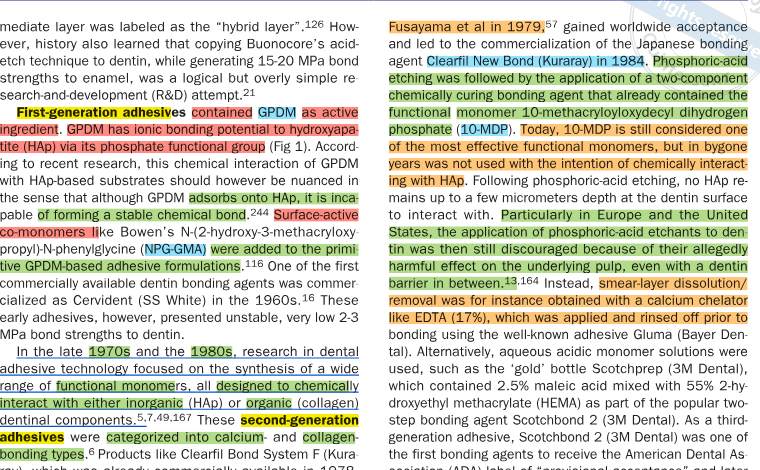 mediate layer was labeled as the “hybrid layer”.126 How-
ever, history also learned that copying Buonocore's acid-
etch technique to dentin, while generating 15-20 MPa bond
strengths to enamel, was a logical but overly simple re-
search-and-development (R&D) attempt.21
First-generation adhesives contained GPDM as active
ingredient. GPDM has ionic bonding potential to hydroxyapa-
tite (HAp) via its phosphate functional group (Fig 1). Accord-
ing to recent research, this chemical interaction of GPDM
with HAp-based substrates should however be nuanced in
the sense that although GPDM adsorbs onto HAp, it is inca-
pable of forming a stable chemical bond.244 Surface-active
co-monomers like Bowen's N-(2-hydroxy-3-methacryloxy-
propyl)-N-phenylglycine (NPG-GMA) were added to the primi-
tive GPDM-based adhesive formulations.116 One of the first
commercially available dentin bonding agents was commer-
cialized as Cervident (SS White) in the 1960s.16 These
early adhesives, however, presented unstable, very low 2-3
MPa bond strengths to dentin.
In the late 1970s and the 1980s, research in dental
adhesive technology focused on the synthesis of a wide
range of functional monomers, all designed to chemically
interact with either inorganic (HAp) or organic (collagen)
dentinal components.5,7,49,167 These second-generation
adhesives were categorized into calcium- and collagen-
bonding types.6 Products like Clearfil Bond System F (Kura-
ray), which was already commercially available in 1978
Fusayama et al in 1979,57 gained worldwide acceptance
and led to the commercialization of the Japanese bonding
agent Clearfil New Bond (Kuraray) in 1984. Phosphoric-acid
etching was followed by the application of a two-component
chemically curing bonding agent that already contained the
functional monomer 10-methacryloyloxydecyl dihydrogen
phosphate (10-MDP). Today, 10-MDP is still considered one
of the most effective functional monomers, but in bygone
years was not used with the intention of chemically interact-
ing with HAp. Following phosphoric-acid etching, no HAp re-
mains up to a few micrometers depth at the dentin surface
to interact with. Particularly in Europe and the United
States, the application of phosphoric-acid etchants to den-
tin was then still discouraged because of their allegedly
harmful effect on the underlying pulp, even with a dentin
barrier in between.13,164 Instead, smear-layer dissolution/
removal was for instance obtained with a calcium chelator
like EDTA (17%), which was applied and rinsed off prior to
bonding using the well-known adhesive Gluma (Bayer Den-
tal). Alternatively, aqueous acidic monomer solutions were
used, such as the ‘gold’ bottle Scotchprep (3M Dental),
which contained 2.5% maleic acid mixed with 55% 2-hy-
droxyethyl methacrylate (HEMA) as part of the popular two-
step bonding agent Scotchbond 2 (3M Dental). As a third-
generation adhesive, Scotchbond 2 (3M Dental) was one of
the first bonding agents to receive the American Dental As-
sociation (ADA) label of “provisional acceptance” and later